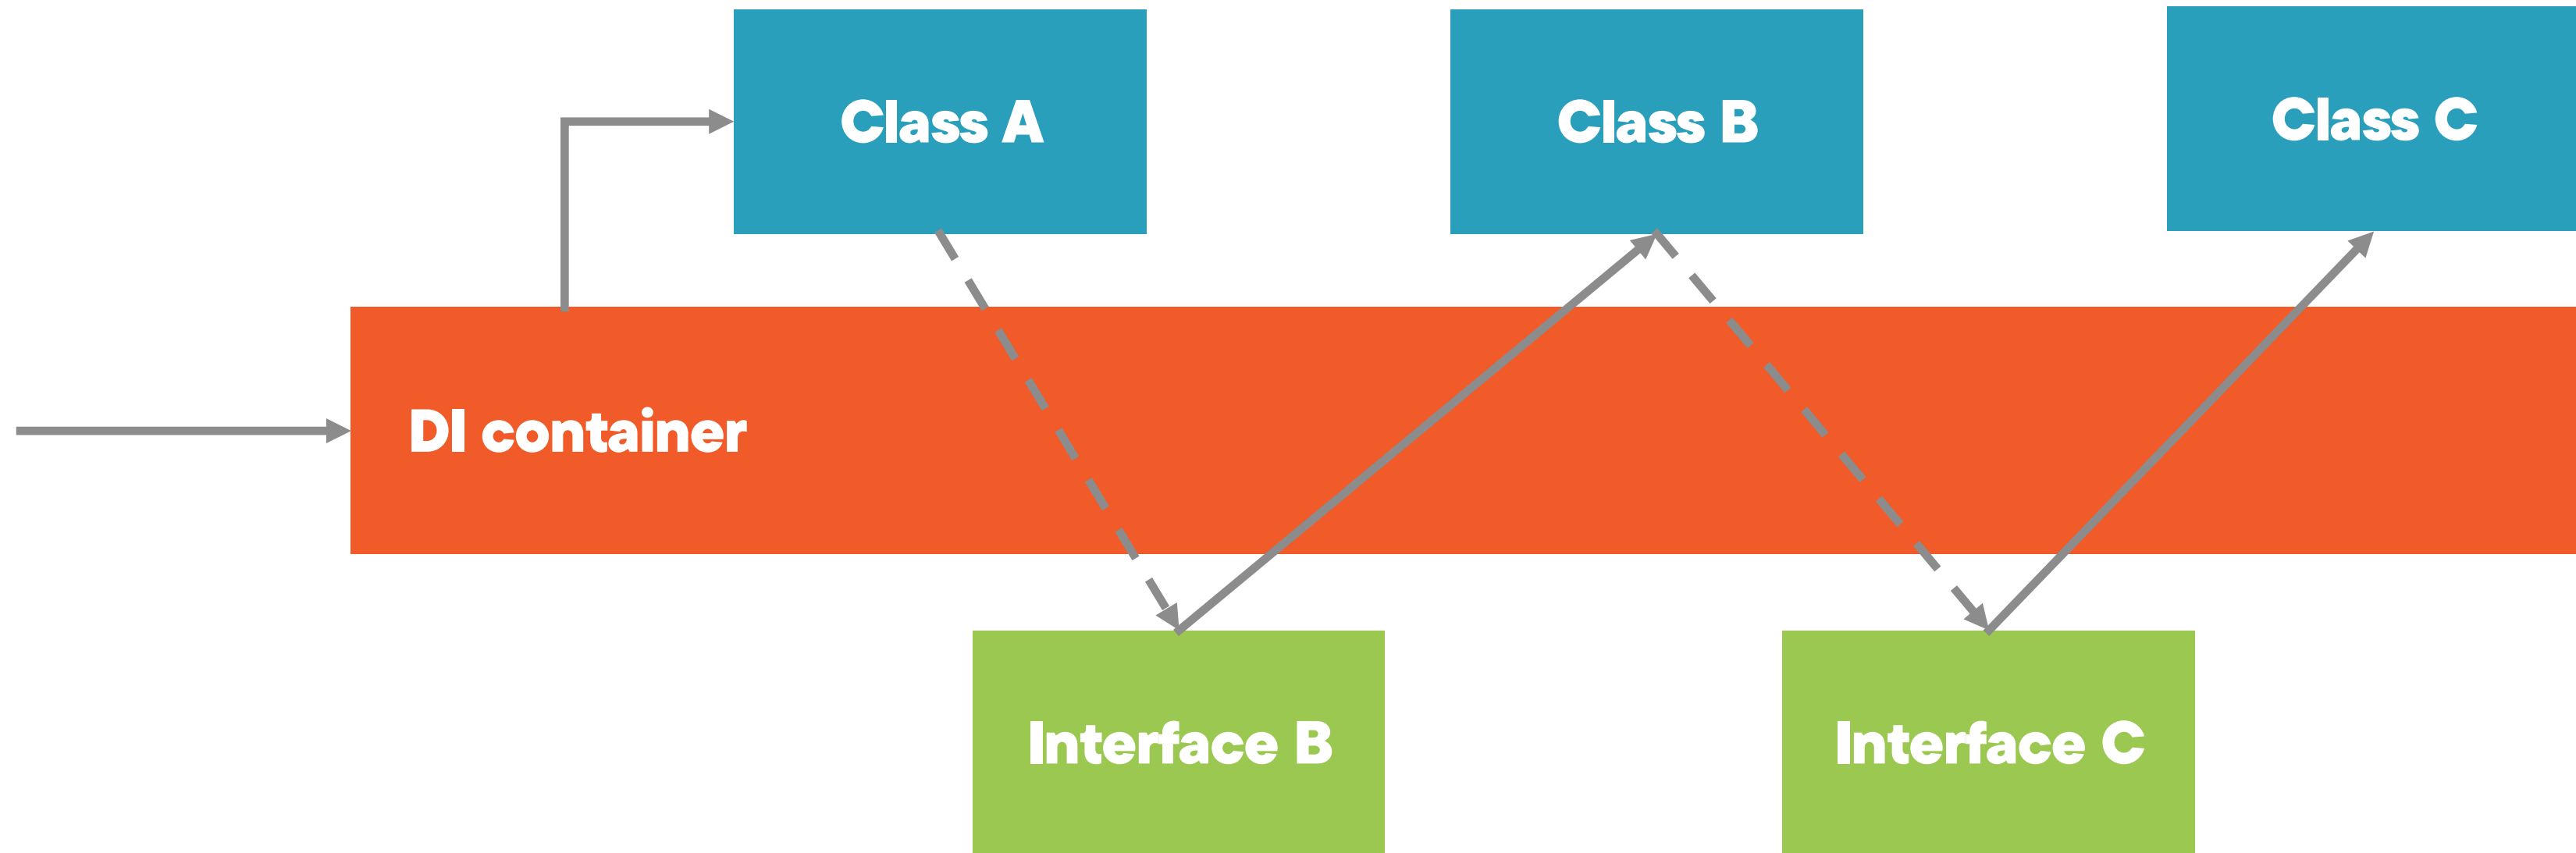 Class A
Class B
Class C
DI container
Interface B
Interface C